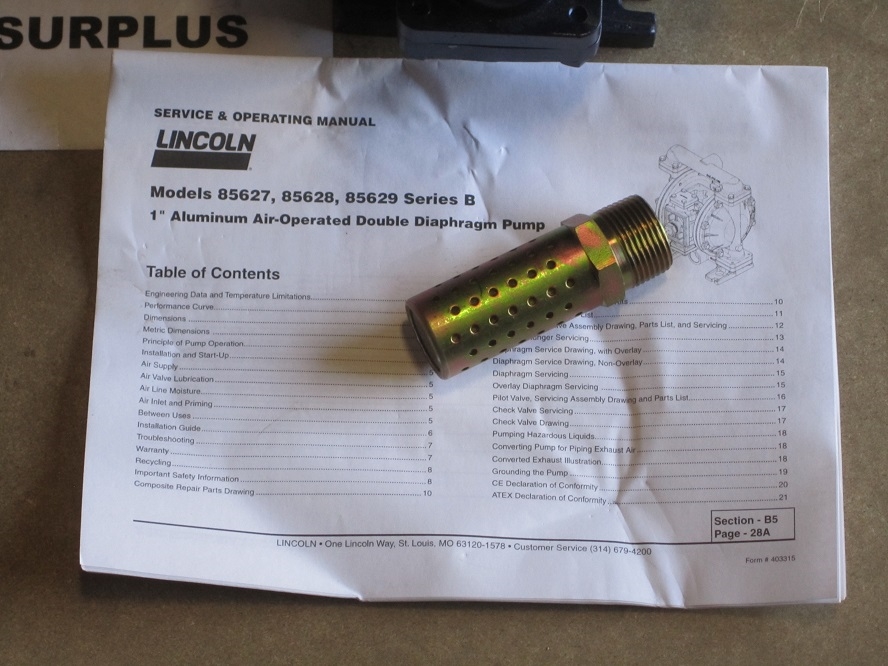 SURPLUS
SERVICE & OPERATING MANUAL
LINCOLN
Models 85627, 85628, 85629 Series B
1" Aluminum Air-Operated Double Diaphragm Pump
Table of Contents
Engineering Data and Temperature Limitations
Performance Curve
Dimensions
Metric Dimensions
Principle of Pump Operation
Installation and Start-Up
Air Supply
Air Valve Lubrication 5
Air Line Moisture 5
Air Inlet and Priming 5
Between Uses 5
Installation Guide 6
Troubleshooting 7
Warranty 7
Recycling 8
Important Safety Information 8
Composite Repair Parts Drawing 10
10
List 11
Assembly Drawing, Parts List, and Servicing 12
Servicing 13
Diaphragm Service Drawing, with Overlay 14
Diaphragm Service Drawing, Non-Overlay 14
Diaphragm Servicing 15
Overlay Diaphragm Servicing 15
Pilot Valve, Servicing Assembly Drawing and Parts List 16
Check Valve Servicing 17
Check Valve Drawing 17
Pumping Hazardous Liquids 18
Converting Pump for Piping Exhaust Air 18
Converted Exhaust Illustration 18
Grounding the Pump 19
CE Declaration of Conformity 20
ATEX Declaration of Conformity 21
Section - B5
Page - 28A
LINCOLN • One Lincoln Way, St. Louis, MO 63120-1578 • Customer Service (314) 679-4200
Form # 403315